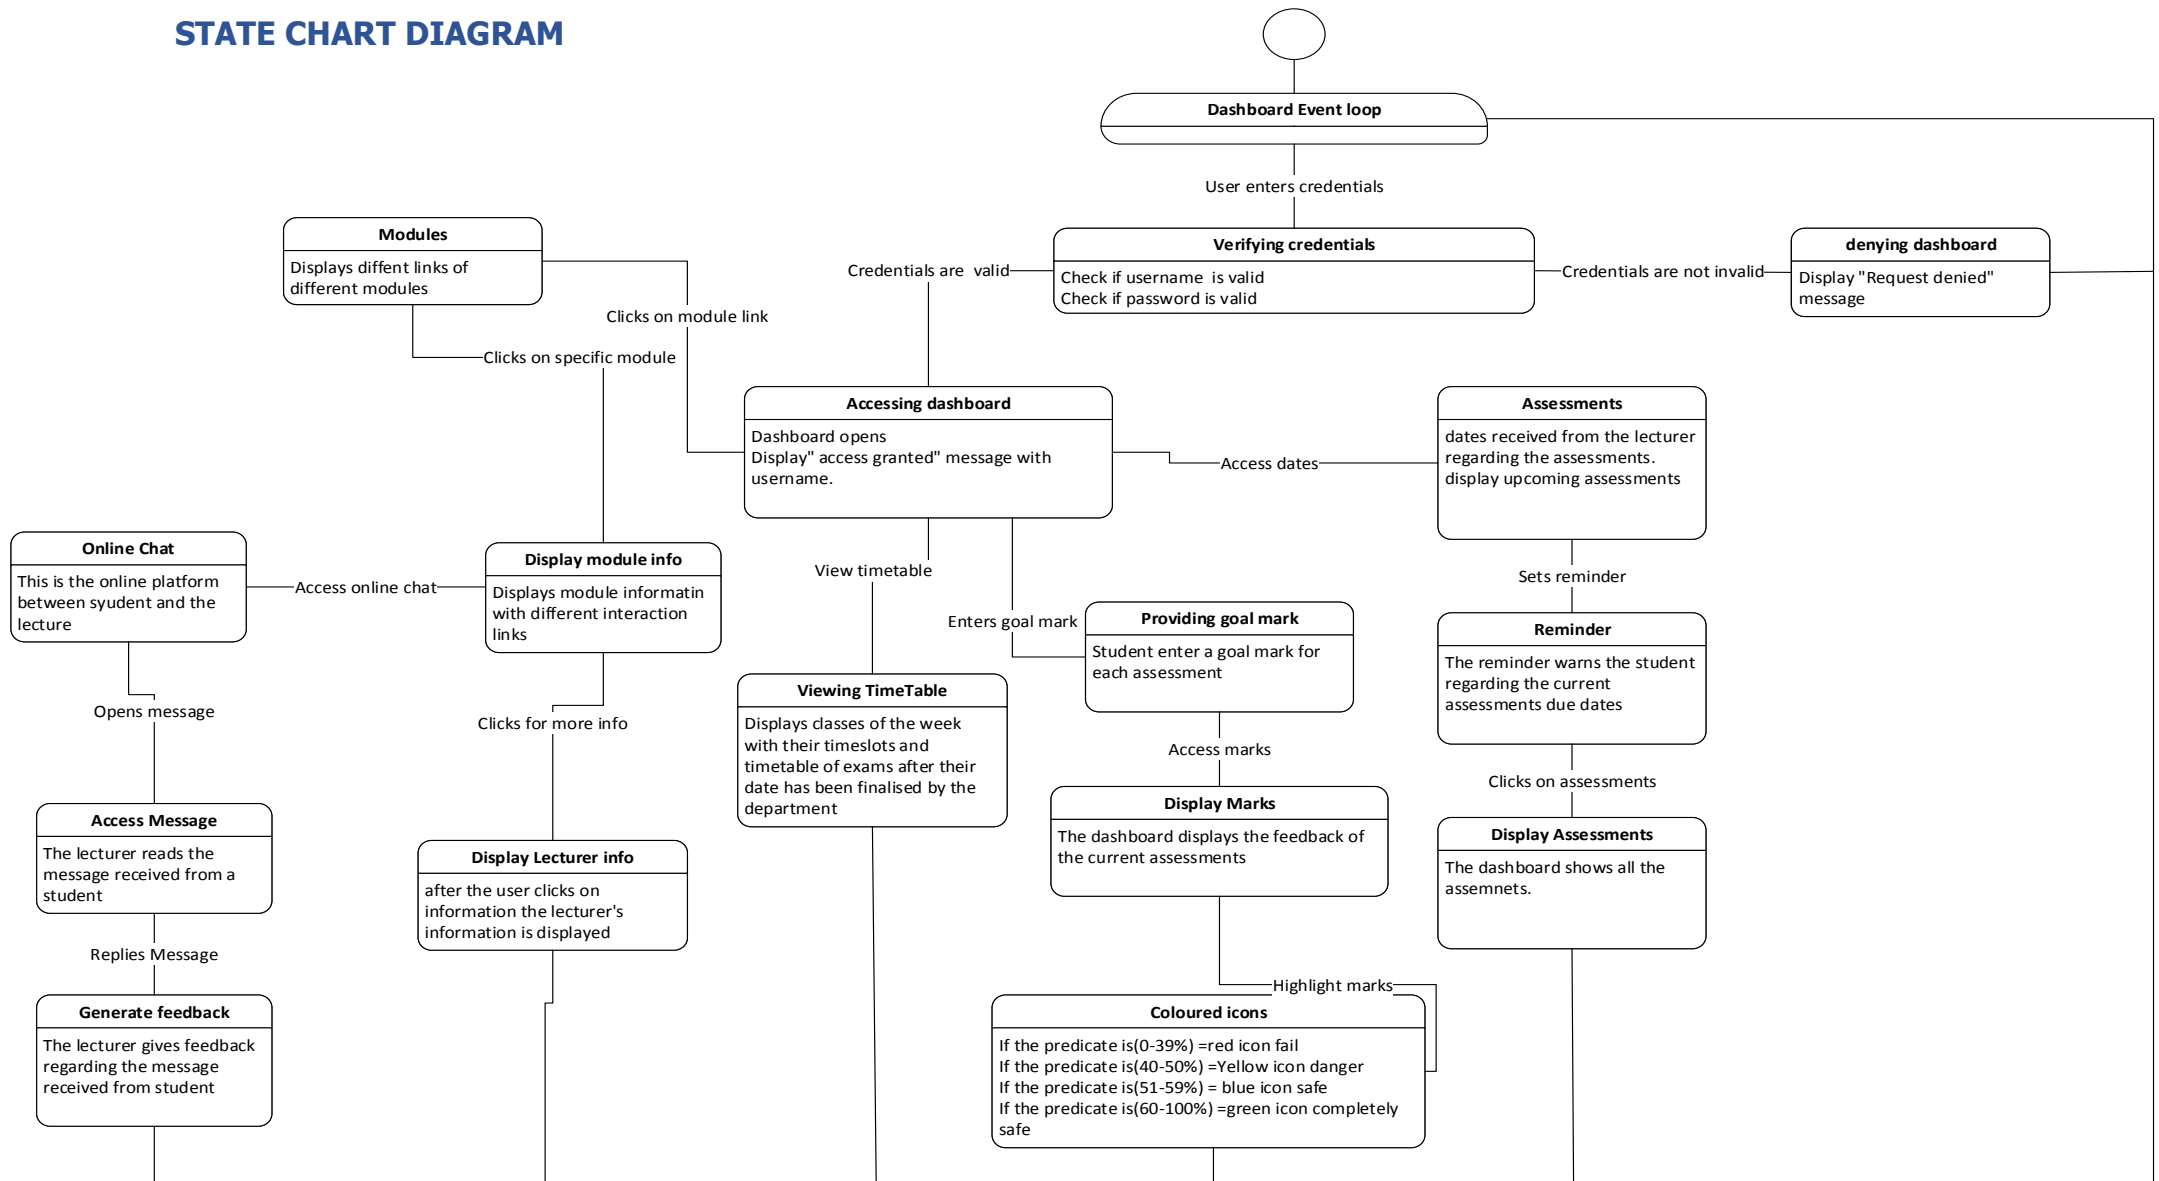 STATE CHART DIAGRAM
Dashboard Event loop
User enters credentials
Modules
Displays diffent links of
different modules
Verifying credentials
Check if username  is valid
Check if password is valid
denying dashboard
Display "Request denied"
message
Credentials are  valid
Credentials are not invalid
Clicks on module link
Clicks on specific module
Accessing dashboard
Dashboard opens
Display" access granted" message with
username.
Assessments
dates received from the lecturer
regarding the assessments.
display upcoming assessments
Access dates
Online Chat
This is the online platform
between syudent and the
lecture
Access online chat
Display module info
Displays module informatin
with different interaction
links
View timetable
Sets reminder
Enters goal mark
Providing goal mark
Student enter a goal mark for
each assessment
Reminder
The reminder warns the student
regarding the current
assessments due dates
Opens message
Clicks for more info
Viewing TimeTable
Displays classes of the week
with their timeslots and
timetable of exams after their
date has been finalised by the
department
Access marks
Clicks on assessments
Access Message
The lecturer reads the
message received from a
student
Display Lecturer info
after the user clicks on
information the lecturer's
information is displayed
Display Marks
The dashboard displays the feedback of
the current assessments
Display Assessments
The dashboard shows all the
assemnets.
Replies Message
Highlight marks
Generate feedback
The lecturer gives feedback
regarding the message
received from student
Coloured icons
If the predicate is(0-39%) =red icon fail
If the predicate is(40-50%) =Yellow icon danger
If the predicate is(51-59%) = blue icon safe
If the predicate is(60-100%) =green icon completely
safe